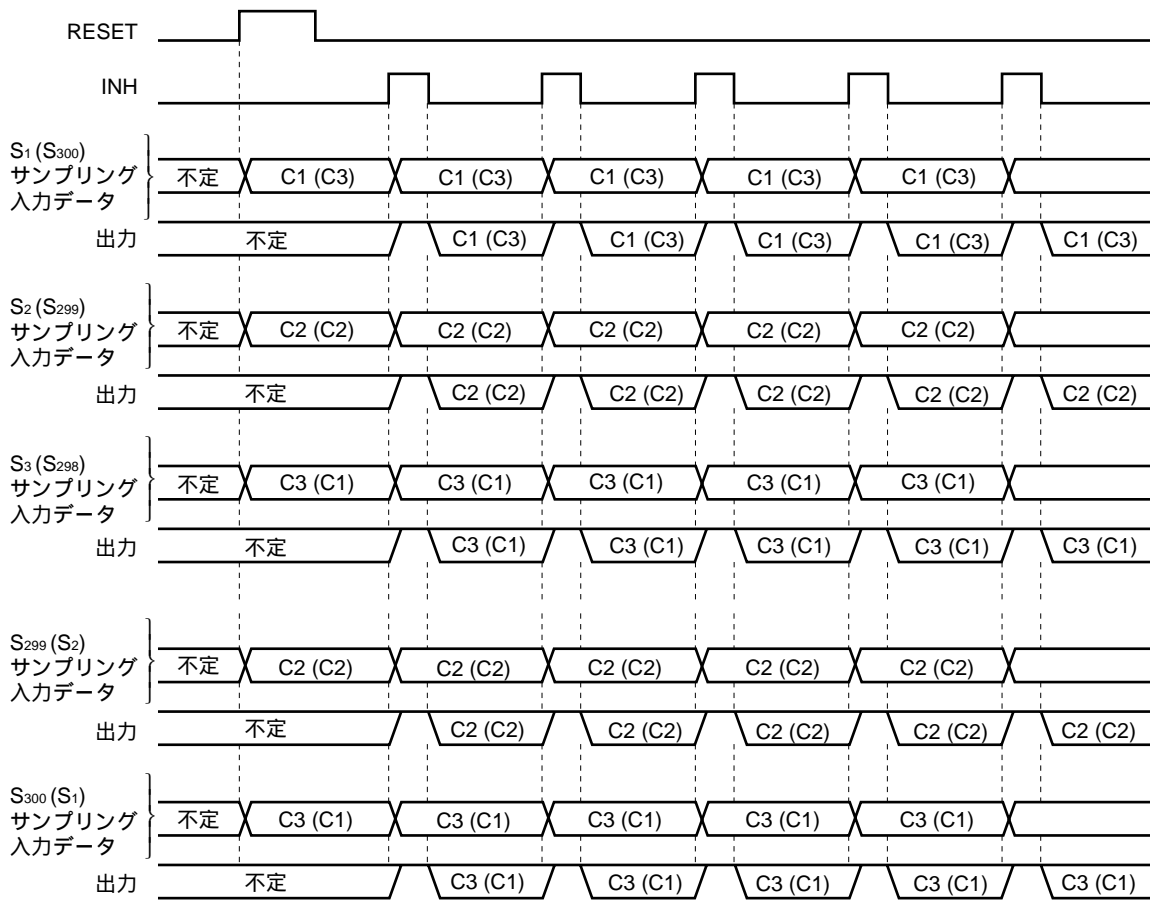 RESET
INH
S1 (S300)
サンプリング
入力データ
不定 C1 (C3) C1 (C3) C1 (C3) C1 (C3) C1 (C3)
出力 不定 C1 (C3) C1 (C3) C1 (C3) C1 (C3) C1 (C3)
S2 (S299)
サンプリング
入力データ
不定 C2 (C2) C2 (C2) C2 (C2) C2 (C2) C2 (C2)
出力 不定 C2 (C2) C2 (C2) C2 (C2) C2 (C2) C2 (C2)
S3 (S298)
サンプリング
入力データ
不定 C3 (C1) C3 (C1) C3 (C1) C3 (C1) C3 (C1)
出力 不定 C3 (C1) C3 (C1) C3 (C1) C3 (C1) C3 (C1)
S299 (S2)
サンプリング
入力データ
不定 C2 (C2) C2 (C2) C2 (C2) C2 (C2) C2 (C2)
出力 不定 C2 (C2) C2 (C2) C2 (C2) C2 (C2) C2 (C2)
S300 (S1)
サンプリング
入力データ
不定 C3 (C1) C3 (C1) C3 (C1) C3 (C1) C3 (C1)
出力 不定 C3 (C1) C3 (C1) C3 (C1) C3 (C1) C3 (C1)